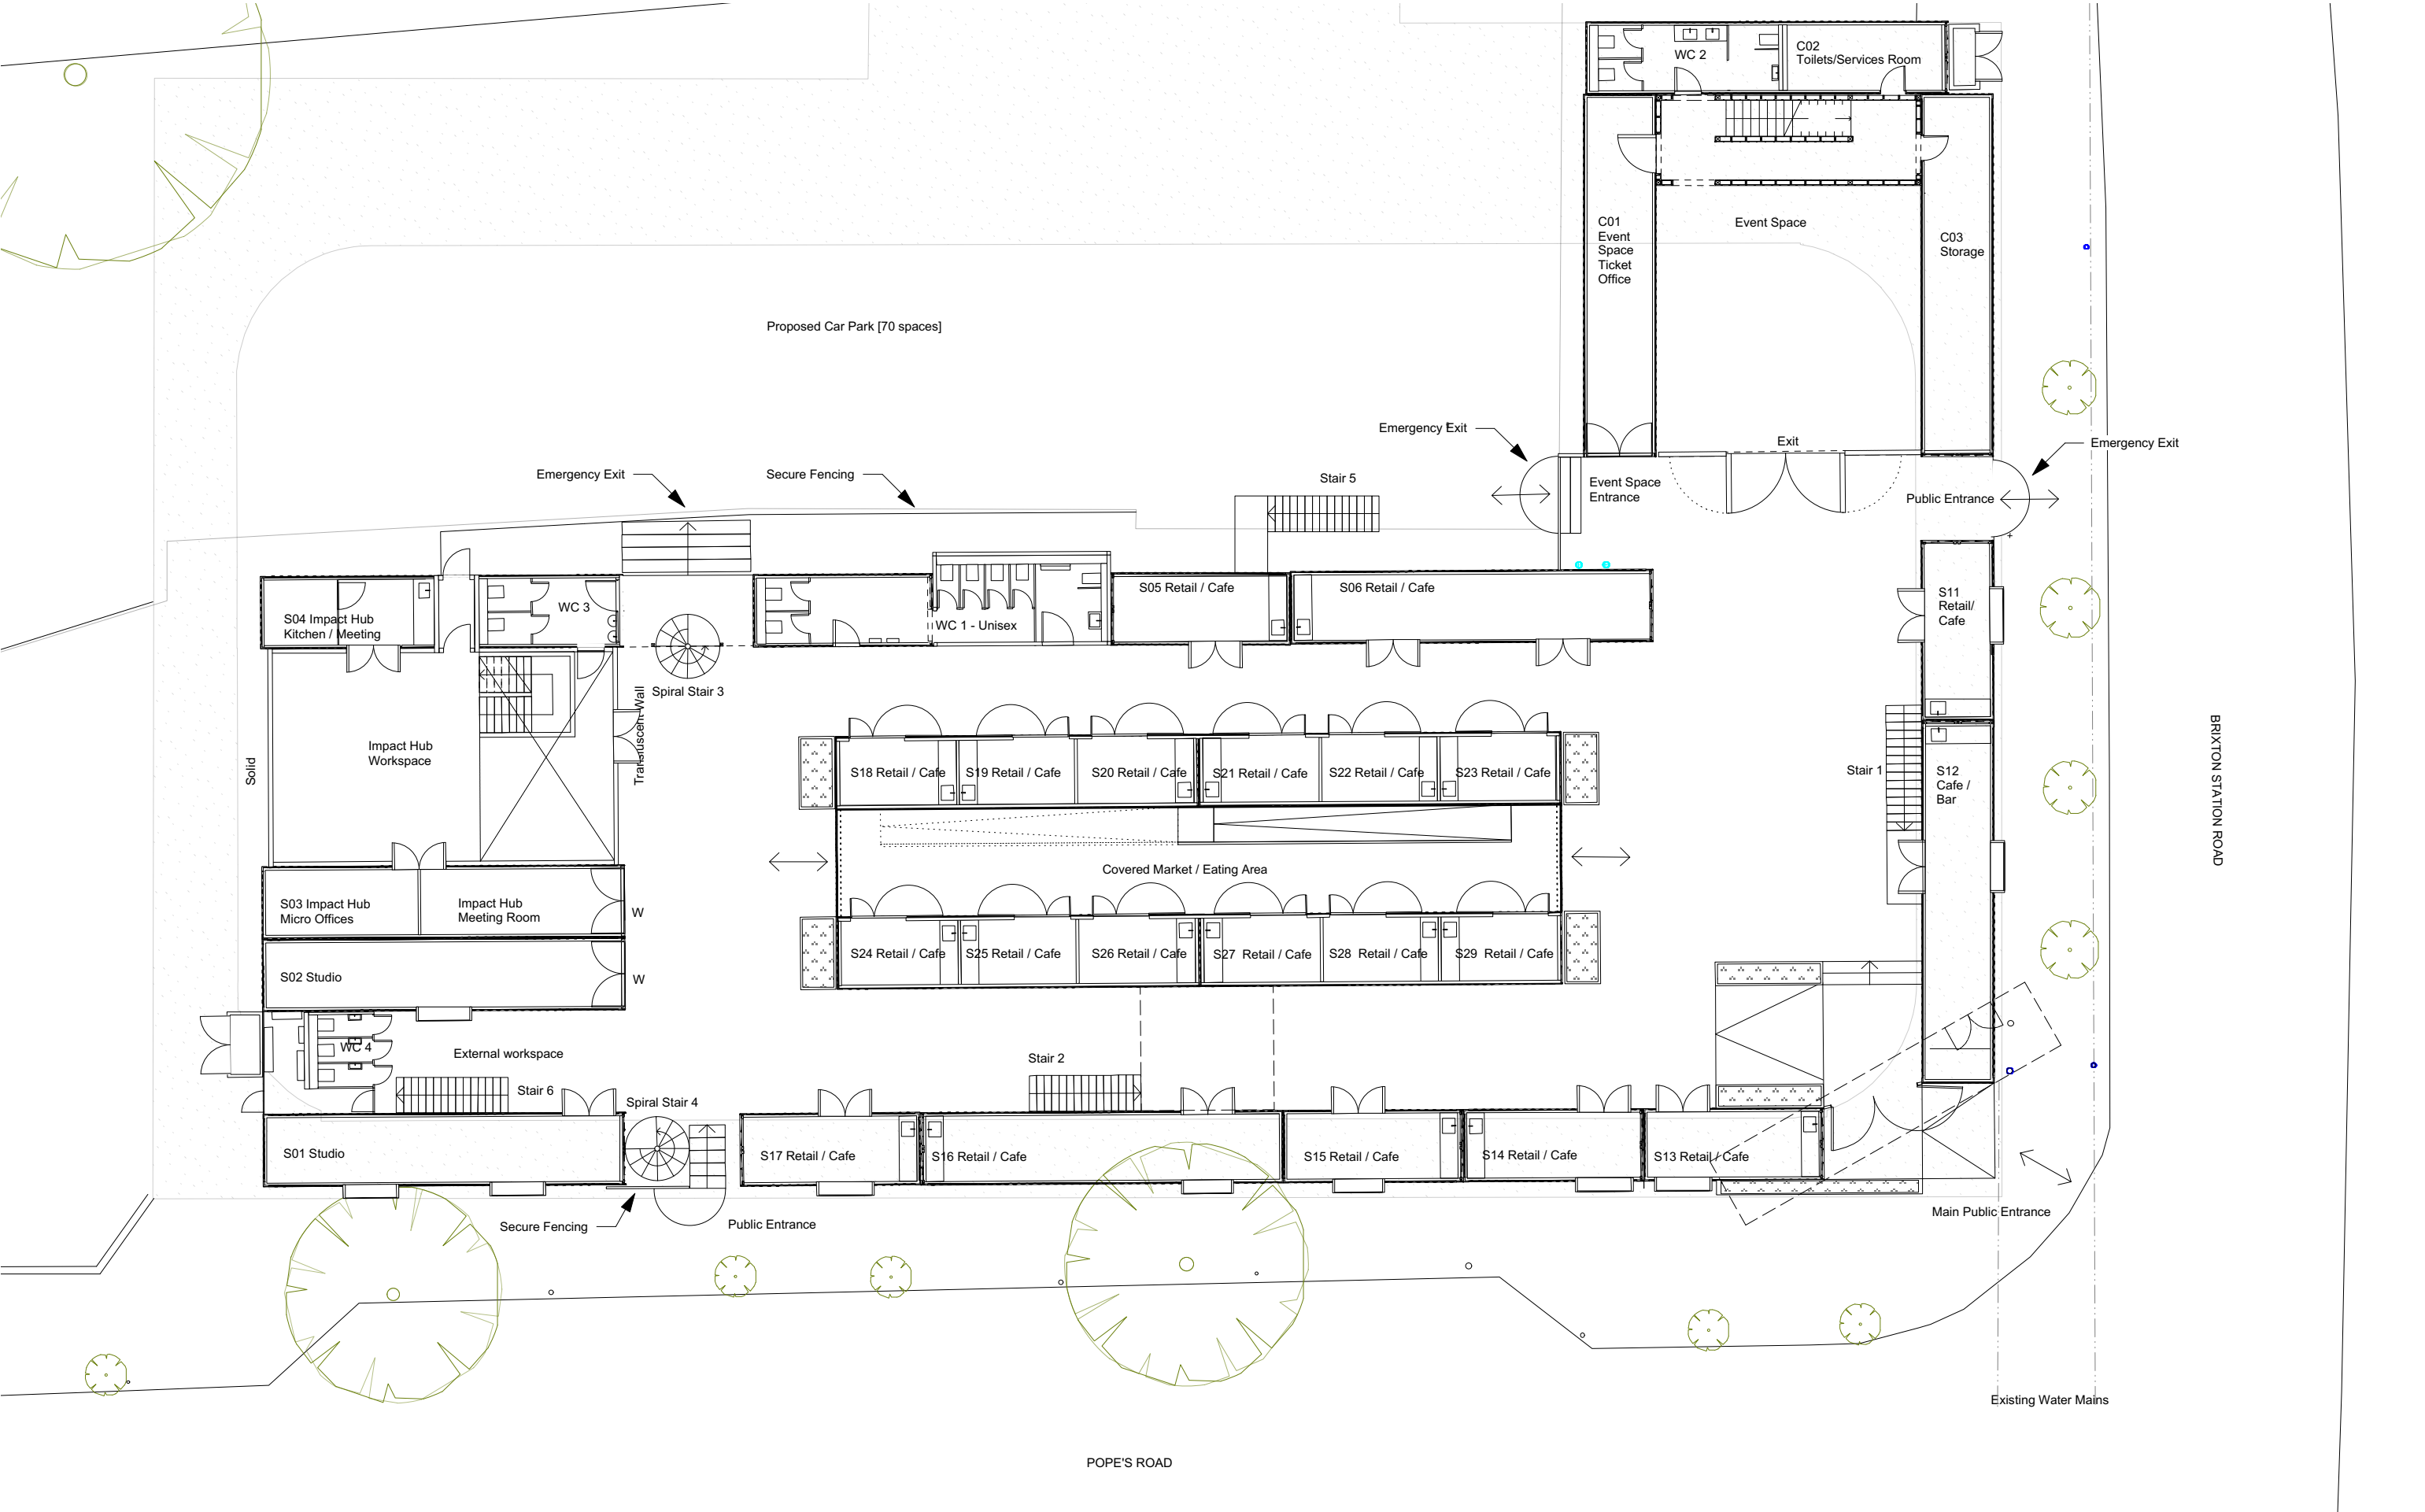 WC 2
C02
Toilets/Services Room
C01
Event
Space
Ticket
Office
Event Space
C03
Storage
Proposed Car Park [70 spaces]
Emergency Exit
Exit
Emergency Exit
Emergency Exit
Secure Fencing
Stair 5
Event Space
Entrance
Public Entrance
S04 Impact Hub
Kitchen / Meeting
WC 3
WC 1 - Unisex
S05 Retail / Cafe
S06 Retail / Cafe
S11
Retail/
Cafe
Spiral Stair 3
Transluscent Wall
Solid
Impact Hub
Workspace
S18 Retail / Cafe
S19 Retail / Cafe
S20 Retail / Cafe
S21 Retail / Cafe
S22 Retail / Cafe
S23 Retail / Cafe
Stair 1
S12
Cafe /
Bar
BRIXTON STATION ROAD
Covered Market / Eating Area
S03 Impact Hub
Micro Offices
Impact Hub
Meeting Room
W
S24 Retail / Cafe
S25 Retail / Cafe
S26 Retail / Cafe
S27 Retail / Cafe
S28 Retail / Cafe
S29 Retail / Cafe
S02 Studio
W
WC 4
External workspace
Stair 2
Stair 6
Spiral Stair 4
S01 Studio
S17 Retail / Cafe
S16 Retail / Cafe
S15 Retail / Cafe
S14 Retail / Cafe
S13 Retail / Cafe
Secure Fencing
Public Entrance
Main Public Entrance
Existing Water Mains
POPE'S ROAD